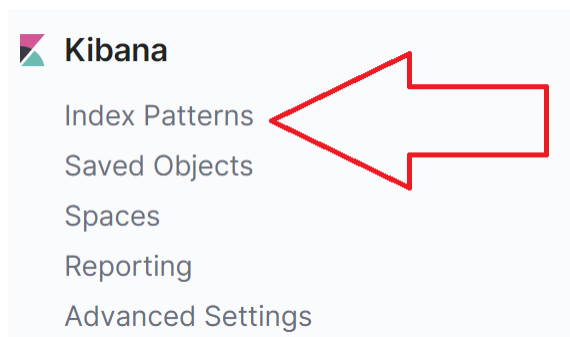 Kibana
Index Patterns
Saved Objects
Spaces
Reporting
Advanced Settings